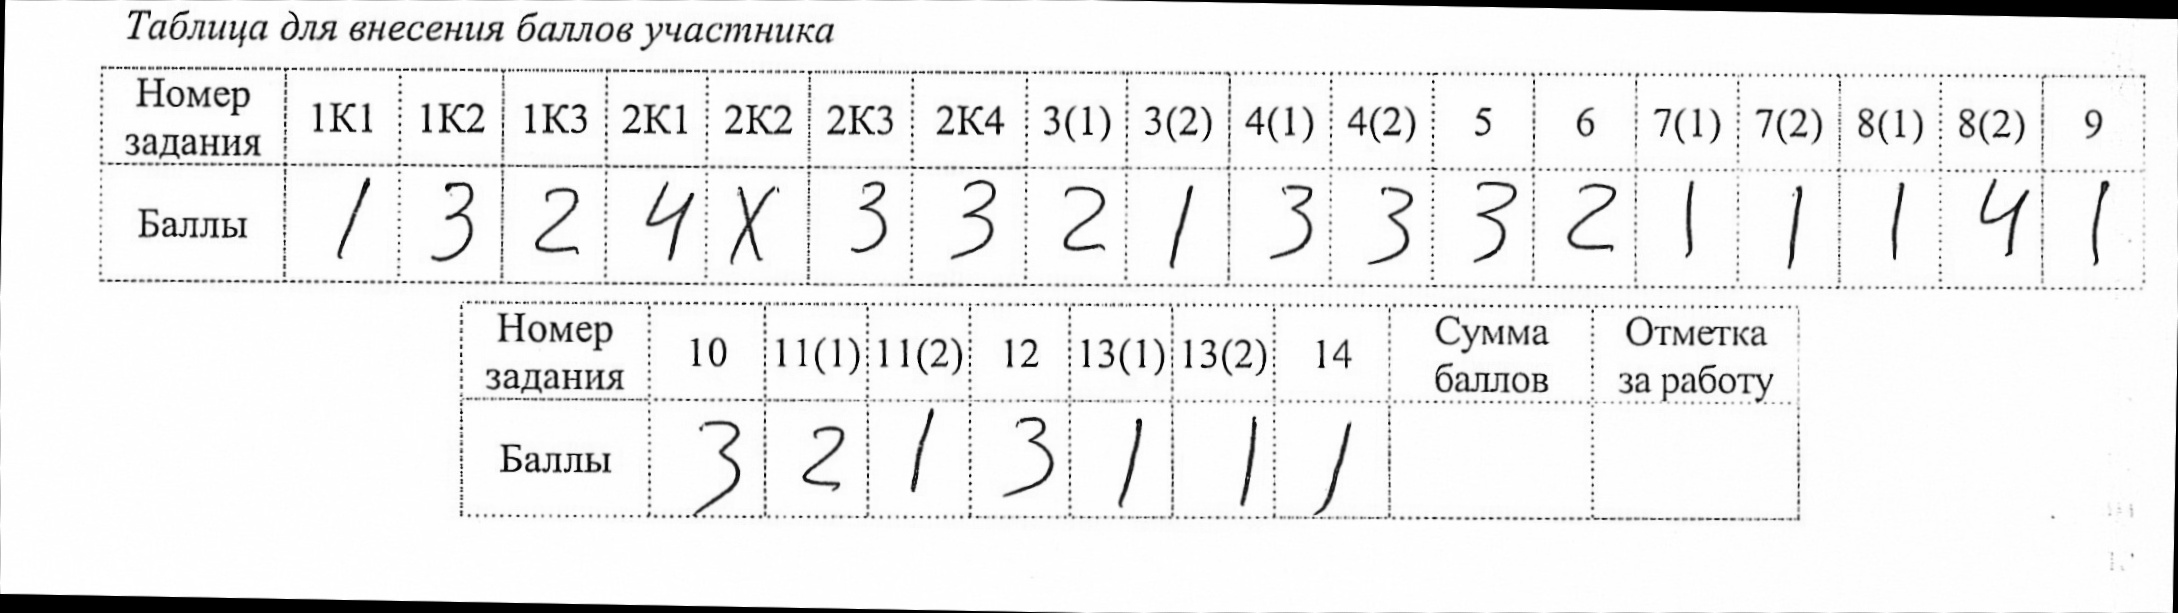 Таблица для внесения баллов участника
Номер задания 1К1 1К2 1К3 2К1 2К2 2К3 2К4 3(1) 3(2) 4(1) 4(2) 5 6 7(1) 7(2) 8(1) 8(2) 9
Баллы 1 3 2 4 X 3 3 2 1 3 3 3 2 1 1 1 4 1
Номер задания 10 11(1) 11(2) 12 13(1) 13(2) 14 Сумма баллов Отметка за работу
Баллы 3 2 1 3 1 1 1